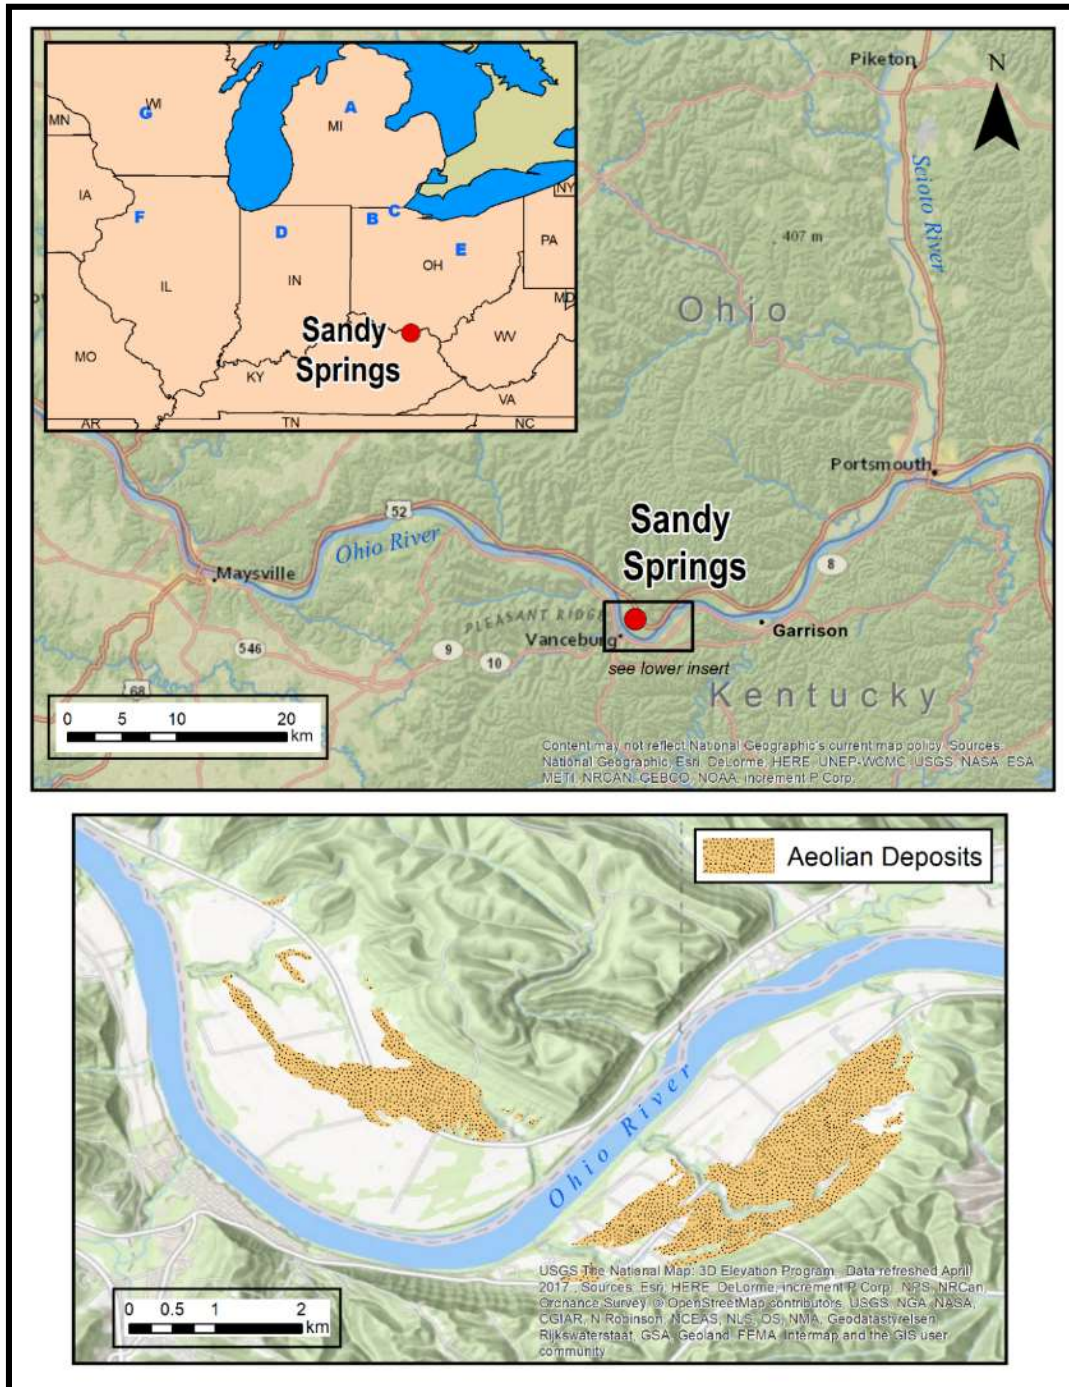 WI
G
MN
A
MI
IA
F
D
B
C
E
NY
PA
OH
IN
IL
MD
Sandy
Springs
MO
KY
WV
VA
AR
TN
NC
Piketon
N
Scioto River
407 m
Ohio
Portsmouth
52
Ohio River
Sandy
Springs
8
Maysville
PLEASANT RIDGE
Vanceburg
Garrison
546
9
10
see lower insert
68
Kentucky
0 5 10 20
km
Content may not reflect National Geographic's current map policy. Sources:
National Geographic, Esri, DeLorme, HERE, UNEP-WCMC, USGS, NASA, ESA,
METI, NRCAN, GEBCO, NOAA, increment P Corp.
Aeolian Deposits
Ohio River
0 0.5 1 2
km
USGS The National Map: 3D Elevation Program. Data refreshed April,
2017., Sources: Esri, HERE, DeLorme, increment P Corp., NPS, NRCan,
Ordnance Survey, © OpenStreetMap contributors, USGS, NGA, NASA,
CGIAR, N Robinson, NCEAS, NLS, OS, NMA, Geodatastyrelsen,
Rijkswaterstaat, GSA, Geoland, FEMA, Intermap and the GIS user
community